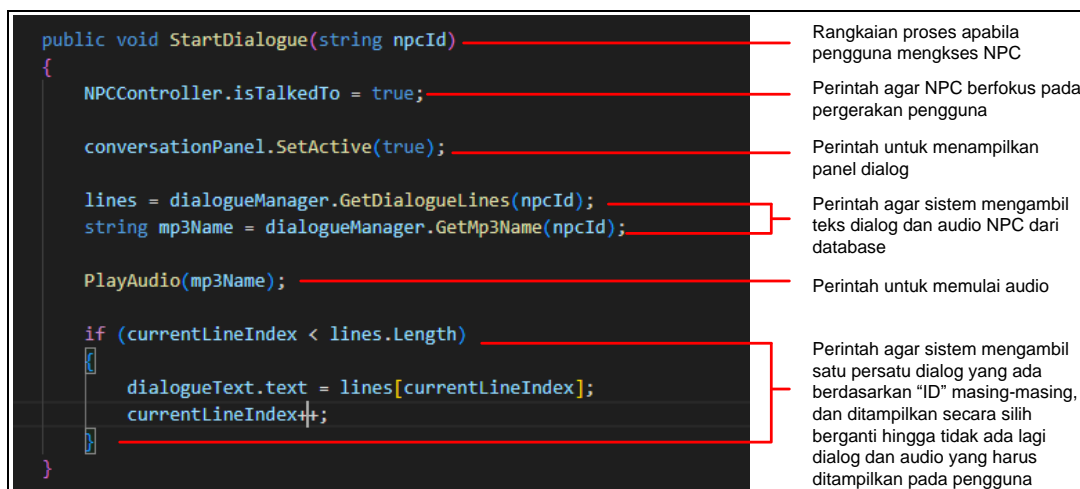 public void StartDialogue(string npcId)
{
NPCController.isTalkedTo = true;
conversationPanel.SetActive(true);
lines = dialogueManager.GetDialogueLines(npcId);
string mp3Name = dialogueManager.GetMp3Name(npcId);
PlayAudio(mp3Name);
if (currentLineIndex < lines.Length)
{
dialogueText.text = lines[currentLineIndex];
currentLineIndex++;
}
}
Rangkaian proses apabila
pengguna mengkses NPC
Perintah agar NPC berfokus pada
pergerakan pengguna
Perintah untuk menampilkan
panel dialog
Perintah agar sistem mengambil
teks dialog dan audio NPC dari
database
Perintah untuk memulai audio
Perintah agar sistem mengambil
satu persatu dialog yang ada
berdasarkan “ID” masing-masing,
dan ditampilkan secara silih
berganti hingga tidak ada lagi
dialog dan audio yang harus
ditampilkan pada pengguna